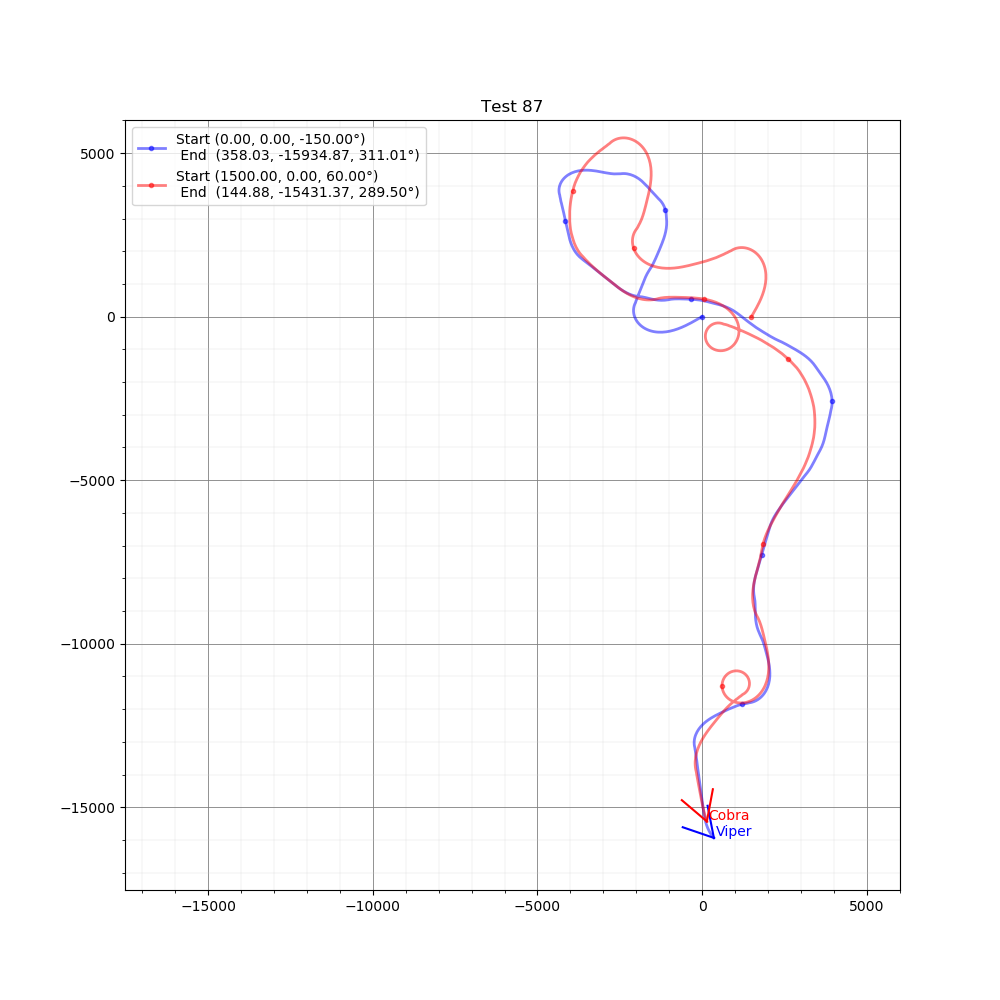 Test 87
Start (0.00, 0.00, -150.00°)
End (358.03, -15934.87, 311.01°)
Start (1500.00, 0.00, 60.00°)
End (144.88, -15431.37, 289.50°)
5000
0
−5000
−10000
−15000
Cobra
Viper
−15000 −10000 −5000 0 5000